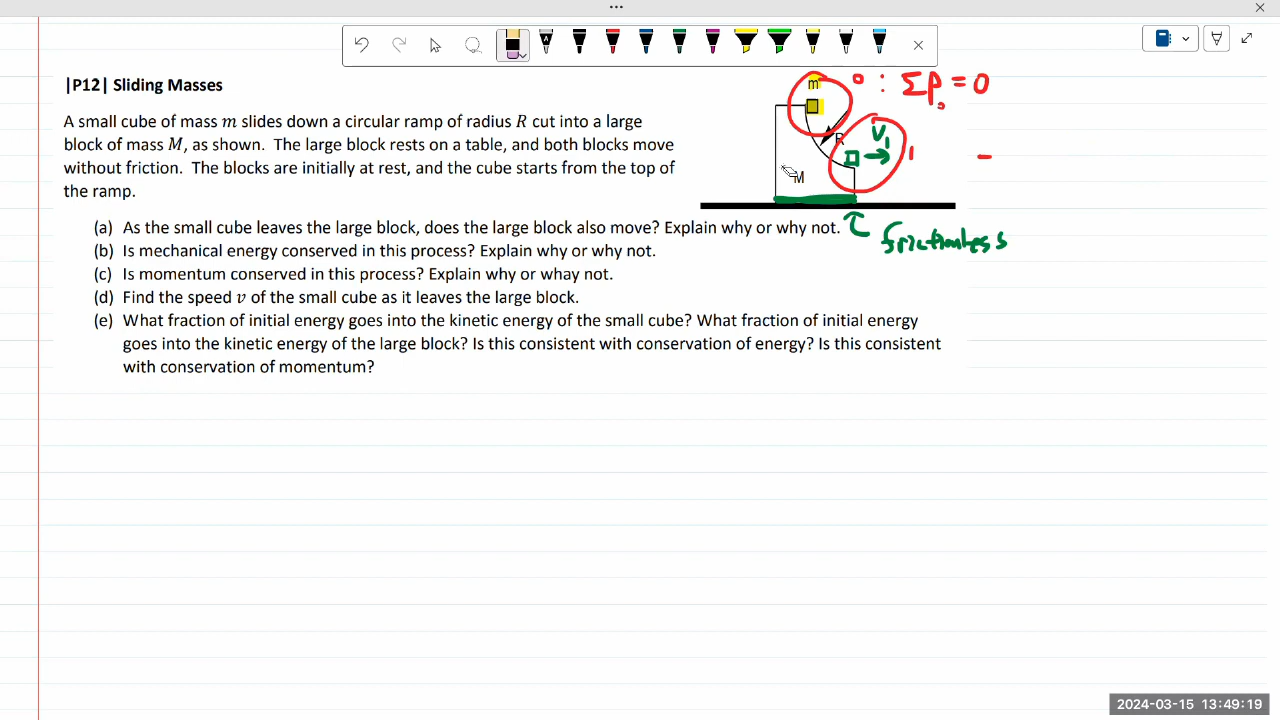 |P12| Sliding Masses
A small cube of mass m slides down a circular ramp of radius R cut into a large
block of mass M, as shown. The large block rests on a table, and both blocks move
without friction. The blocks are initially at rest, and the cube starts from the top of
the ramp.
m
0 : Σp₀ = 0
R
V₁
1 -
M
frictionless
(a) As the small cube leaves the large block, does the large block also move? Explain why or why not.
(b) Is mechanical energy conserved in this process? Explain why or why not.
(c) Is momentum conserved in this process? Explain why or whay not.
(d) Find the speed v of the small cube as it leaves the large block.
(e) What fraction of initial energy goes into the kinetic energy of the small cube? What fraction of initial energy
goes into the kinetic energy of the large block? Is this consistent with conservation of energy? Is this consistent
with conservation of momentum?
2024-03-15 13:49:19